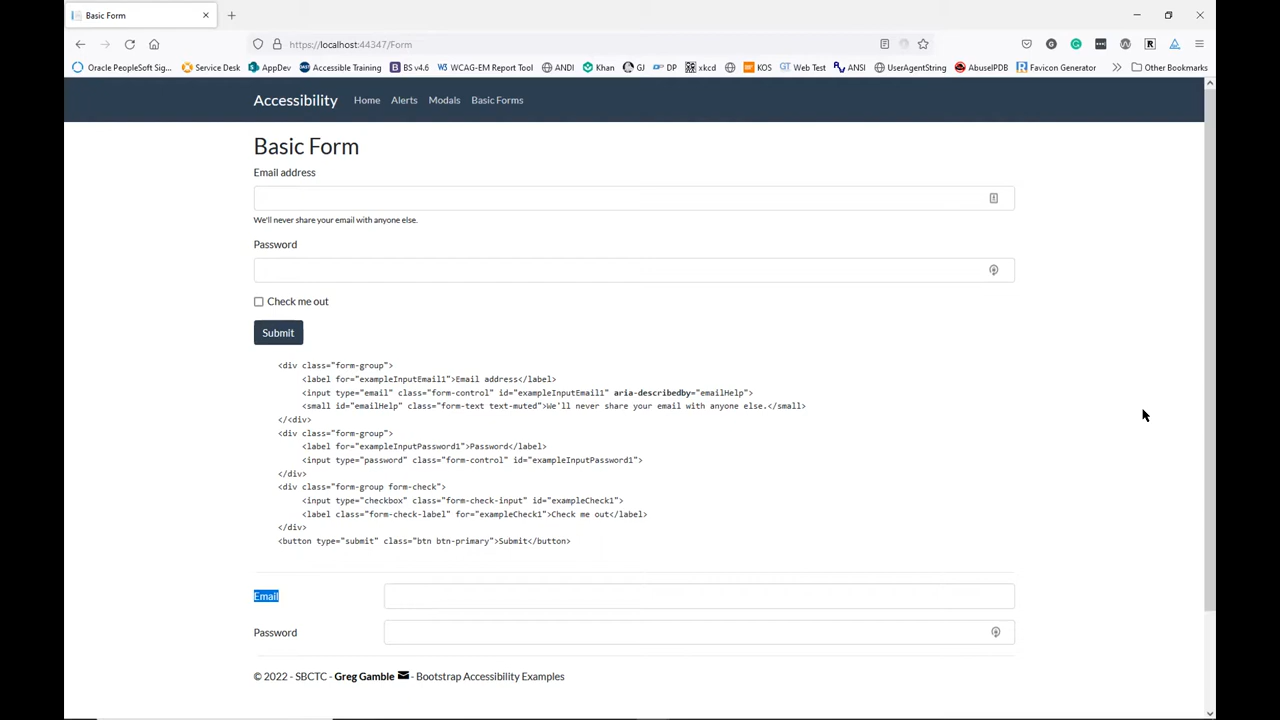 Basic Form
https://localhost:44347/Form
Oracle PeopleSoft Sig... Service Desk AppDev Accessible Training BS v4.6 WCAG-EM Report Tool ANDI Khan GJ DP xkcd KOS Web Test ANSI UserAgentString AbuseIPDB Favicon Generator Other Bookmarks
Accessibility Home Alerts Modals Basic Forms
Basic Form
Email address
We'll never share your email with anyone else.
Password
Check me out
Submit
<div class="form-group">
<label for="exampleInputEmail1">Email address</label>
<input type="email" class="form-control" id="exampleInputEmail1" aria-describedby="emailHelp">
<small id="emailHelp" class="form-text text-muted">We'll never share your email with anyone else.</small>
</<div>
<div class="form-group">
<label for="exampleInputPassword1">Password</label>
<input type="password" class="form-control" id="exampleInputPassword1">
</div>
<div class="form-group form-check">
<input type="checkbox" class="form-check-input" id="exampleCheck1">
<label class="form-check-label" for="exampleCheck1">Check me out</label>
</div>
<button type="submit" class="btn btn-primary">Submit</button>
Email
Password
© 2022 - SBCTC - Greg Gamble - Bootstrap Accessibility Examples